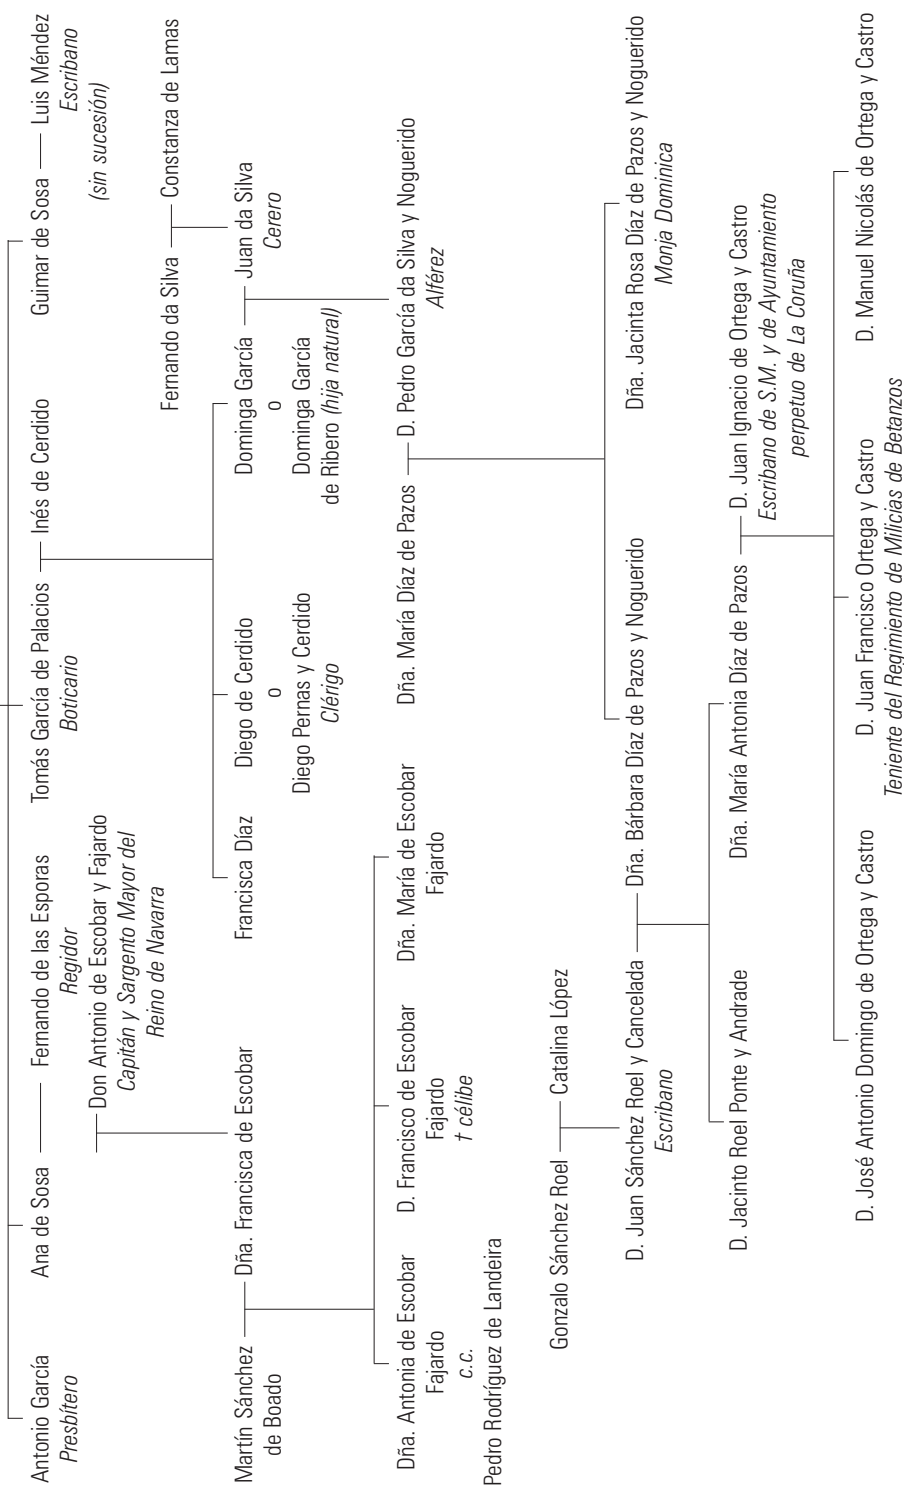 Antonio García
Presbítero
Ana de Sosa
Fernando de las Esporas
Regidor
Don Antonio de Escobar y Fajardo
Capitán y Sargento Mayor del
Reino de Navarra
Tomás García de Palacios
Boticario
Inés de Cerdido
Guimar de Sosa
Luis Méndez
Escribano
(sin sucesión)
Fernando da Silva
Constanza de Lamas
Martín Sánchez
de Boado
Dña. Francisca de Escobar
Francisca Díaz
Diego de Cerdido
o
Diego Pernas y Cerdido
Clérigo
Dominga García
o
Dominga García
de Ribero (hija natural)
Juan da Silva
Cerero
Dña. Antonia de Escobar
Fajardo
c.c.
Pedro Rodríguez de Landeira
D. Francisco de Escobar
Fajardo
† célibe
Dña. María de Escobar
Fajardo
Dña. María Díaz de Pazos
D. Pedro García da Silva y Noguerido
Alférez
Gonzalo Sánchez Roel
Catalina López
D. Juan Sánchez Roel y Cancelada
Escribano
Dña. Bárbara Díaz de Pazos y Noguerido
Dña. Jacinta Rosa Díaz de Pazos y Noguerido
Monja Dominica
D. Jacinto Roel Ponte y Andrade
Dña. María Antonia Díaz de Pazos
D. Juan Ignacio de Ortega y Castro
Escribano de S.M. y de Ayuntamiento
perpetuo de La Coruña
D. José Antonio Domingo de Ortega y Castro
D. Juan Francisco Ortega y Castro
Teniente del Regimiento de Milicias de Betanzos
D. Manuel Nicolás de Ortega y Castro